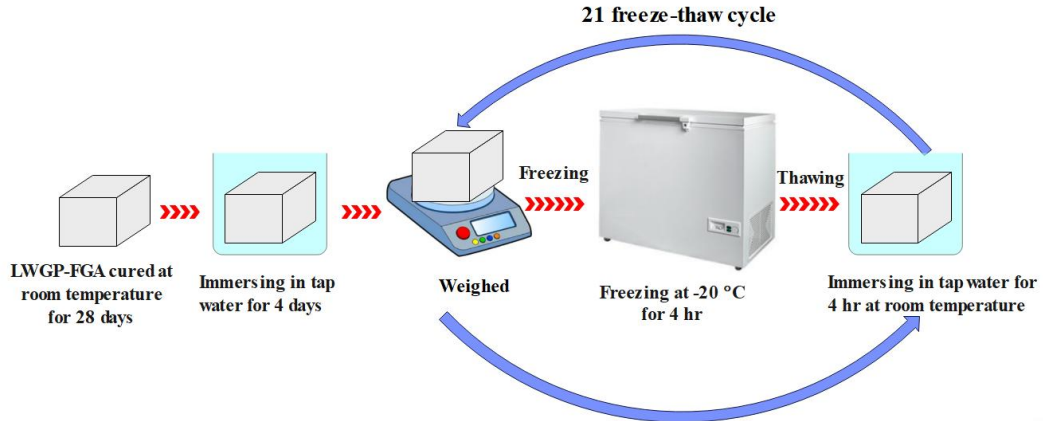 21 freeze-thaw cycle
Freezing
Thawing
LWGP-FGA cured at
room temperature
for 28 days
Immersing in tap
water for 4 days
Weighed
Freezing at -20 °C
for 4 hr
Immersing in tap water for
4 hr at room temperature